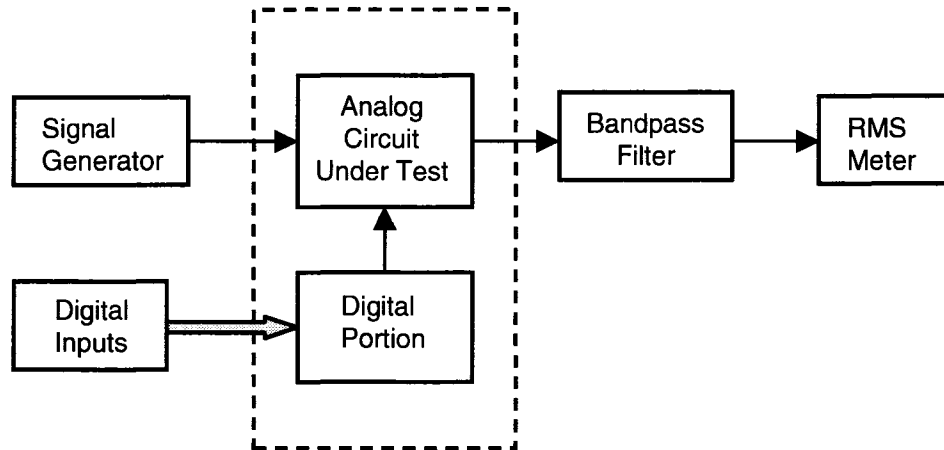 Signal
Generator
Analog
Circuit
Under Test
Bandpass
Filter
RMS
Meter
Digital
Inputs
Digital
Portion